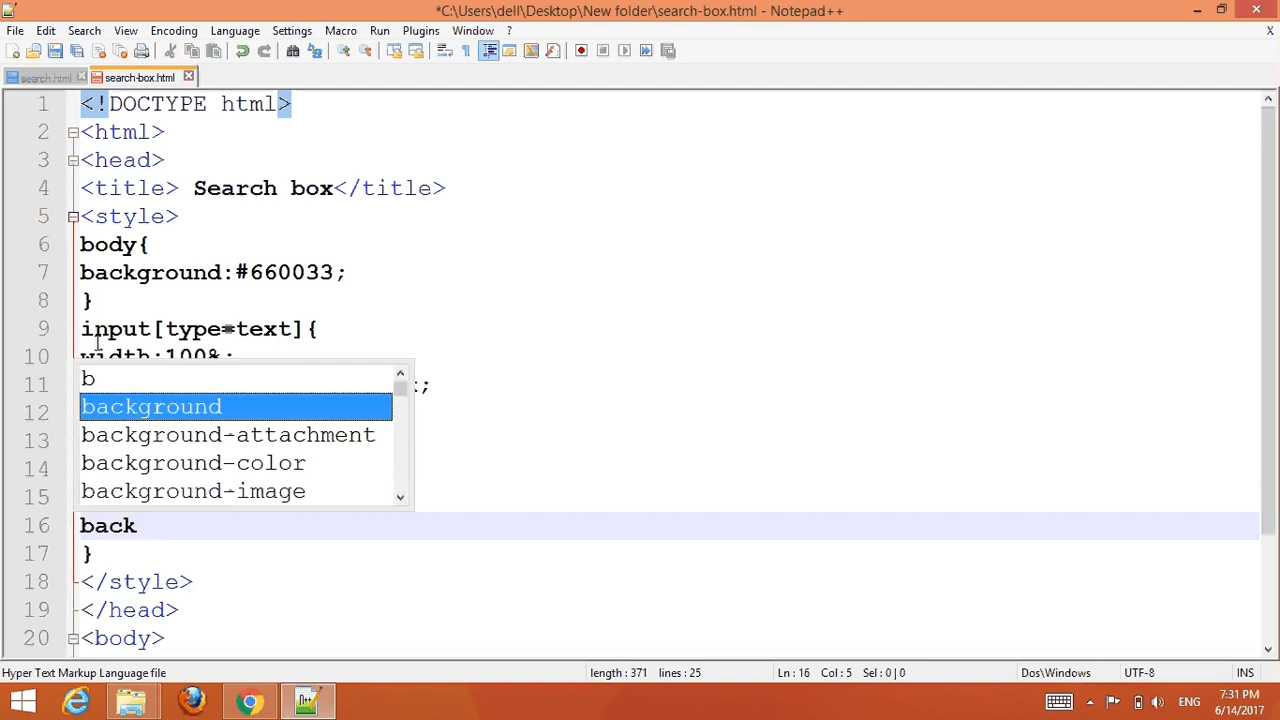 *C:\Users\dell\Desktop\New folder\search-box.html - Notepad++
File Edit Search View Encoding Language Settings Macro Run Plugins Window ? X
search.html search-box.html
1 <!DOCTYPE html>
2 <html>
3 <head>
4 <title> Search box</title>
5 <style>
6 body{
7 background:#660033;
8 }
9 input[type=text]{
10 width:100%;
11 ;
12
13
14
15
b
background
background-attachment
background-color
background-image
16 back
17 }
18 </style>
19 </head>
20 <body>
Hyper Text Markup Language file length : 371 lines : 25 Ln : 16 Col : 5 Sel : 0 | 0 Dos\Windows UTF-8 INS
ENG 7:31 PM
6/14/2017